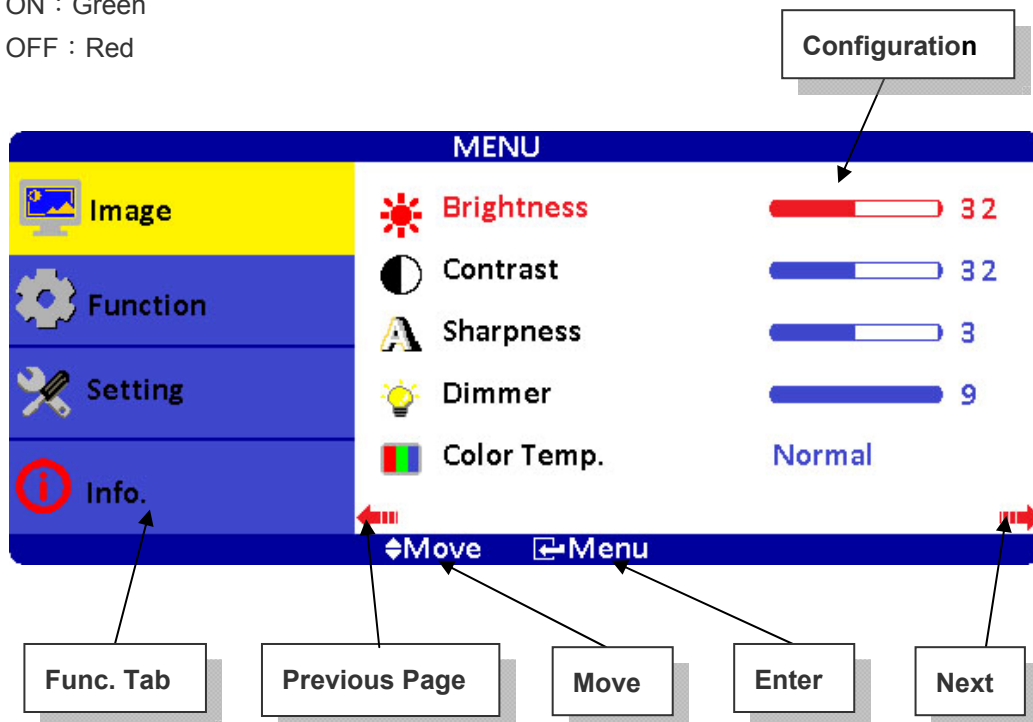 ON：Green
OFF：Red
Configuration
MENU
Image
Function
Setting
Info.
Brightness 32
Contrast 32
Sharpness 3
Dimmer 9
Color Temp. Normal
Move Menu
Func. Tab
Previous Page
Move
Enter
Next